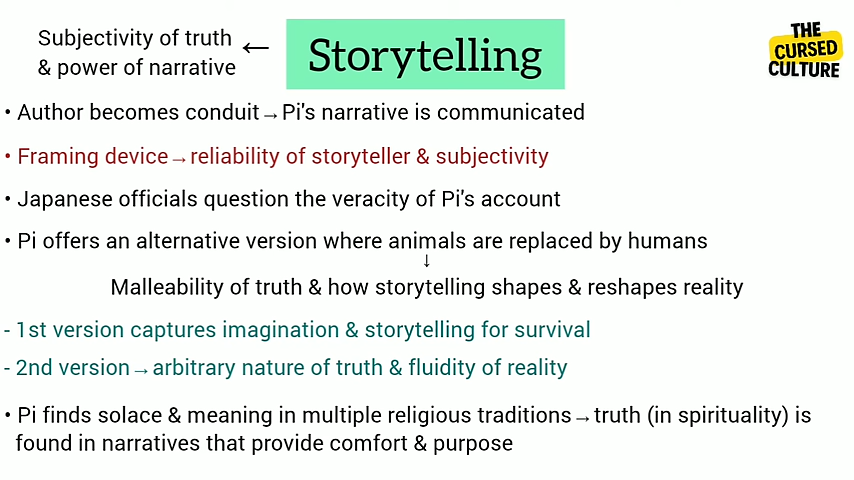 Subjectivity of truth
& power of narrative
←
Storytelling
THE
CURSED
CULTURE
• Author becomes conduit→Pi's narrative is communicated
• Framing device→reliability of storyteller & subjectivity
• Japanese officials question the veracity of Pi's account
• Pi offers an alternative version where animals are replaced by humans
↓
Malleability of truth & how storytelling shapes & reshapes reality
- 1st version captures imagination & storytelling for survival
- 2nd version→arbitrary nature of truth & fluidity of reality
• Pi finds solace & meaning in multiple religious traditions→truth (in spirituality) is
found in narratives that provide comfort & purpose